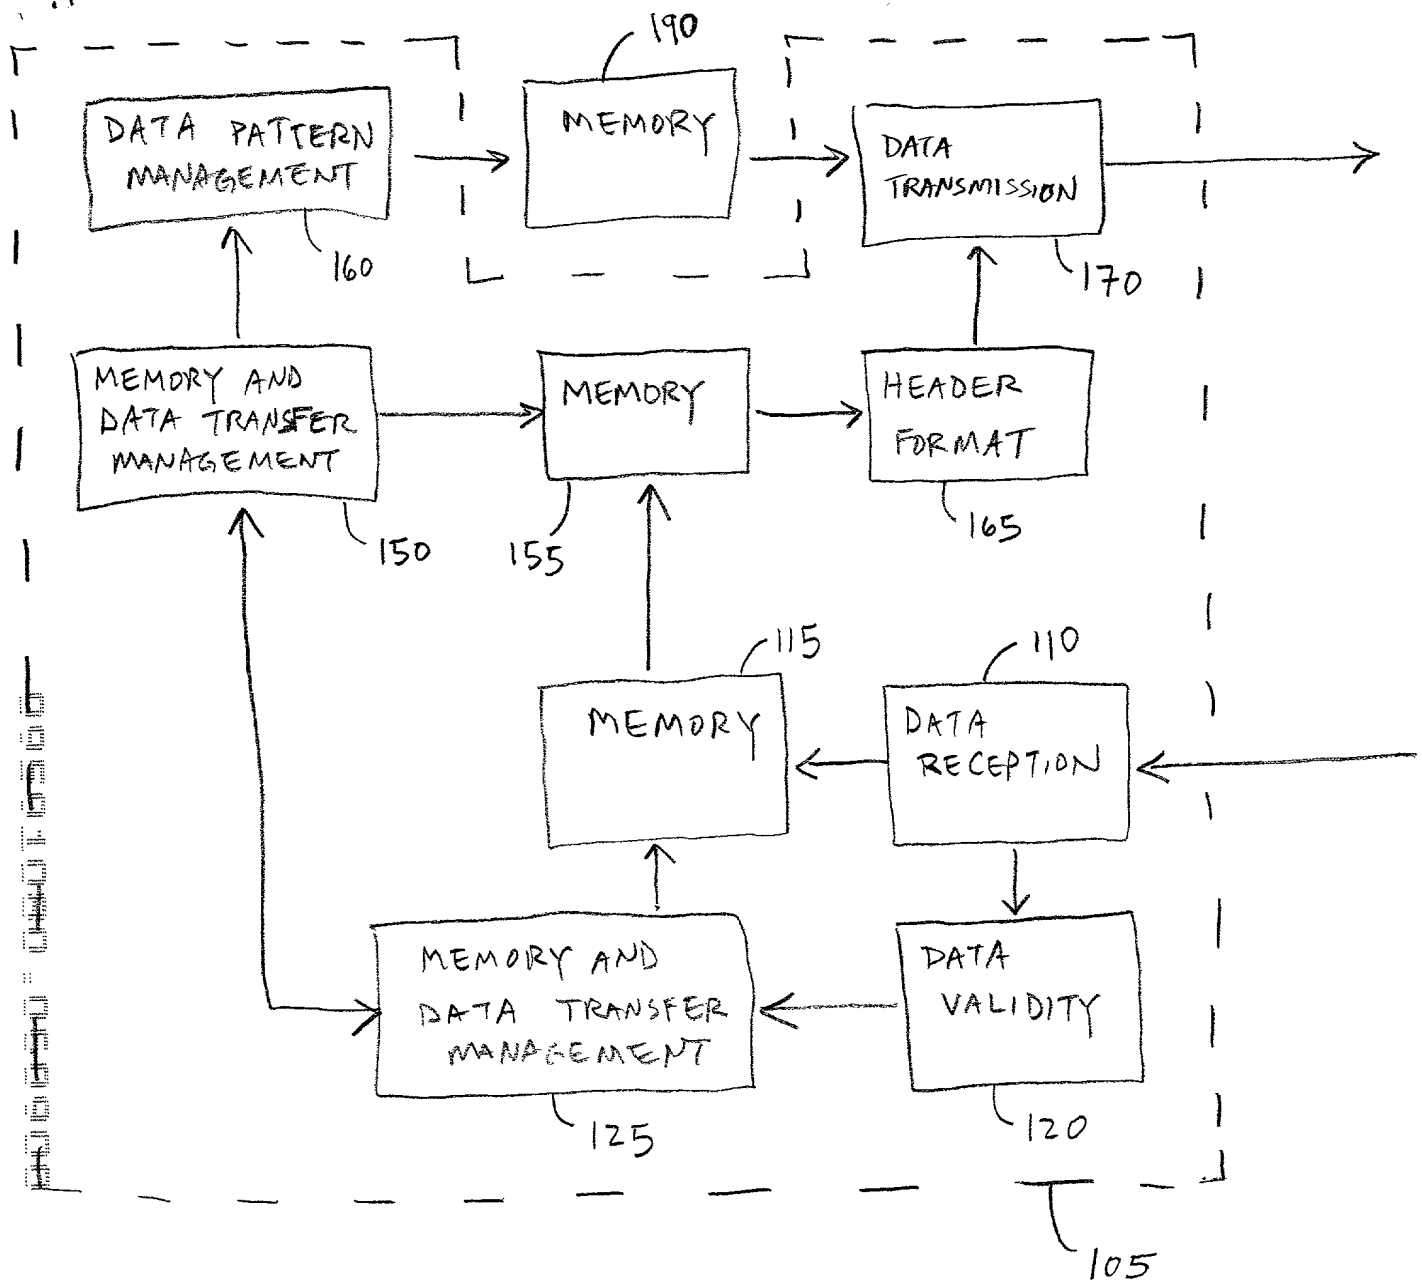 190
DATA PATTERN
MANAGEMENT
160
MEMORY
DATA
TRANSMISSION
170
MEMORY AND
DATA TRANSFER
MANAGEMENT
150
MEMORY
155
HEADER
FORMAT
165
MEMORY
115
DATA
RECEPTION
110
MEMORY AND
DATA TRANSFER
MANAGEMENT
125
DATA
VALIDITY
120
105